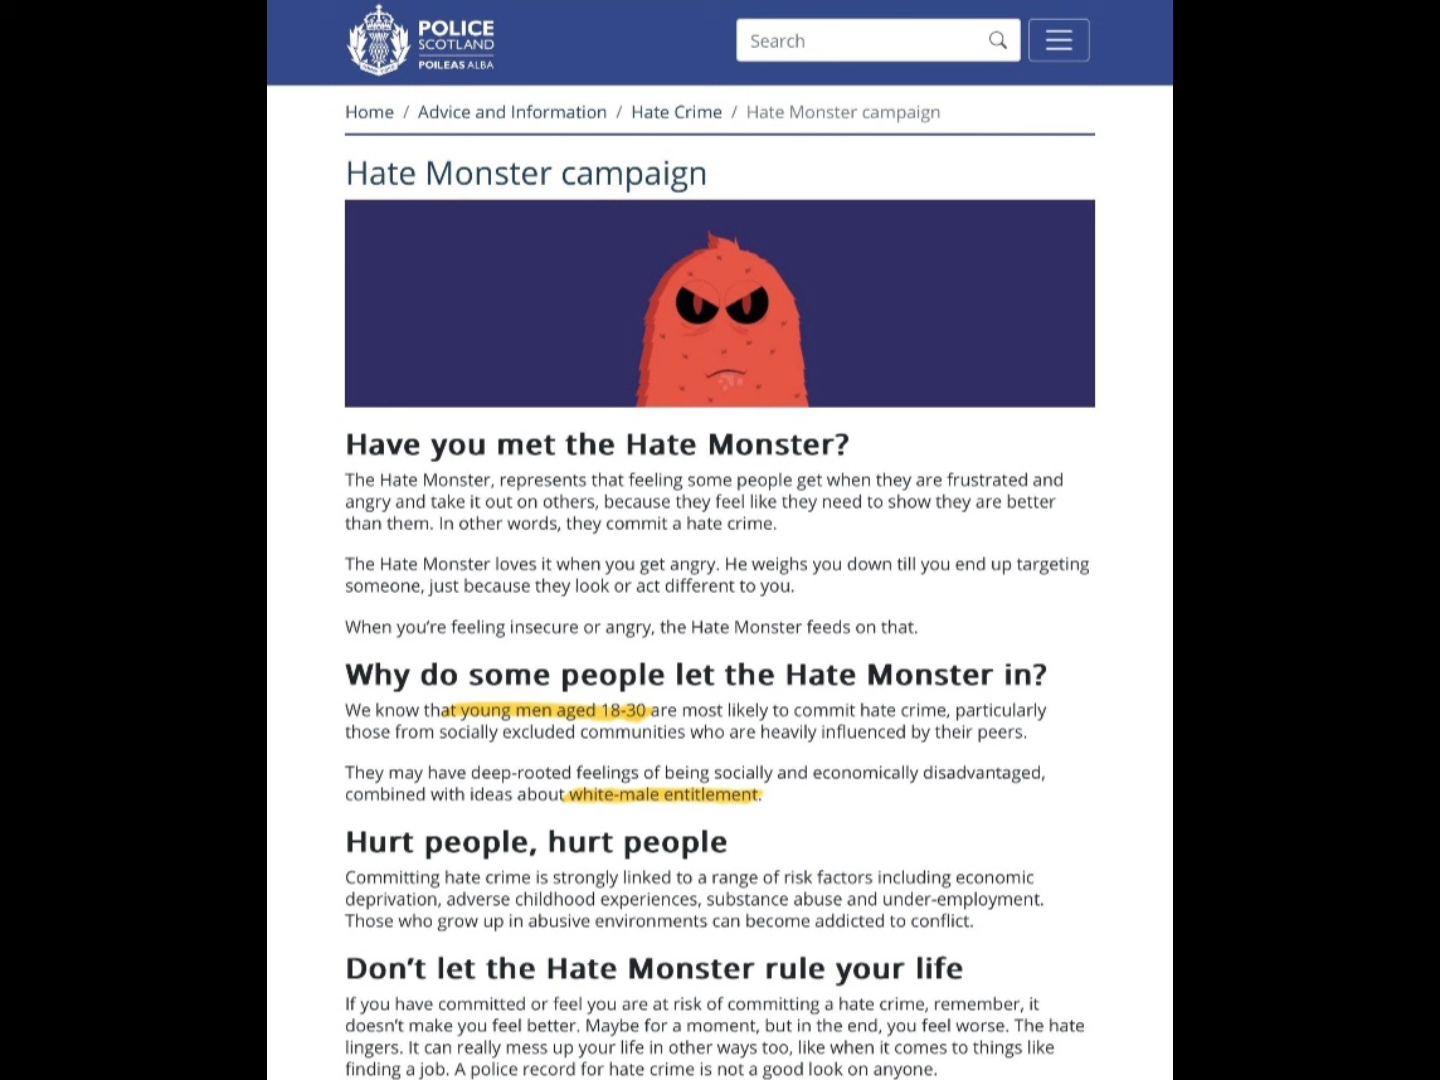 POLICE
SCOTLAND
POILEAS ALBA
Search
Home / Advice and Information / Hate Crime / Hate Monster campaign
Hate Monster campaign
Have you met the Hate Monster?
The Hate Monster, represents that feeling some people get when they are frustrated and
angry and take it out on others, because they feel like they need to show they are better
than them. In other words, they commit a hate crime.
The Hate Monster loves it when you get angry. He weighs you down till you end up targeting
someone, just because they look or act different to you.
When you’re feeling insecure or angry, the Hate Monster feeds on that.
Why do some people let the Hate Monster in?
We know that young men aged 18-30 are most likely to commit hate crime, particularly
those from socially excluded communities who are heavily influenced by their peers.
They may have deep-rooted feelings of being socially and economically disadvantaged,
combined with ideas about white-male entitlement.
Hurt people, hurt people
Committing hate crime is strongly linked to a range of risk factors including economic
deprivation, adverse childhood experiences, substance abuse and under-employment.
Those who grow up in abusive environments can become addicted to conflict.
Don’t let the Hate Monster rule your life
If you have committed or feel you are at risk of committing a hate crime, remember, it
doesn’t make you feel better. Maybe for a moment, but in the end, you feel worse. The hate
lingers. It can really mess up your life in other ways too, like when it comes to things like
finding a job. A police record for hate crime is not a good look on anyone.